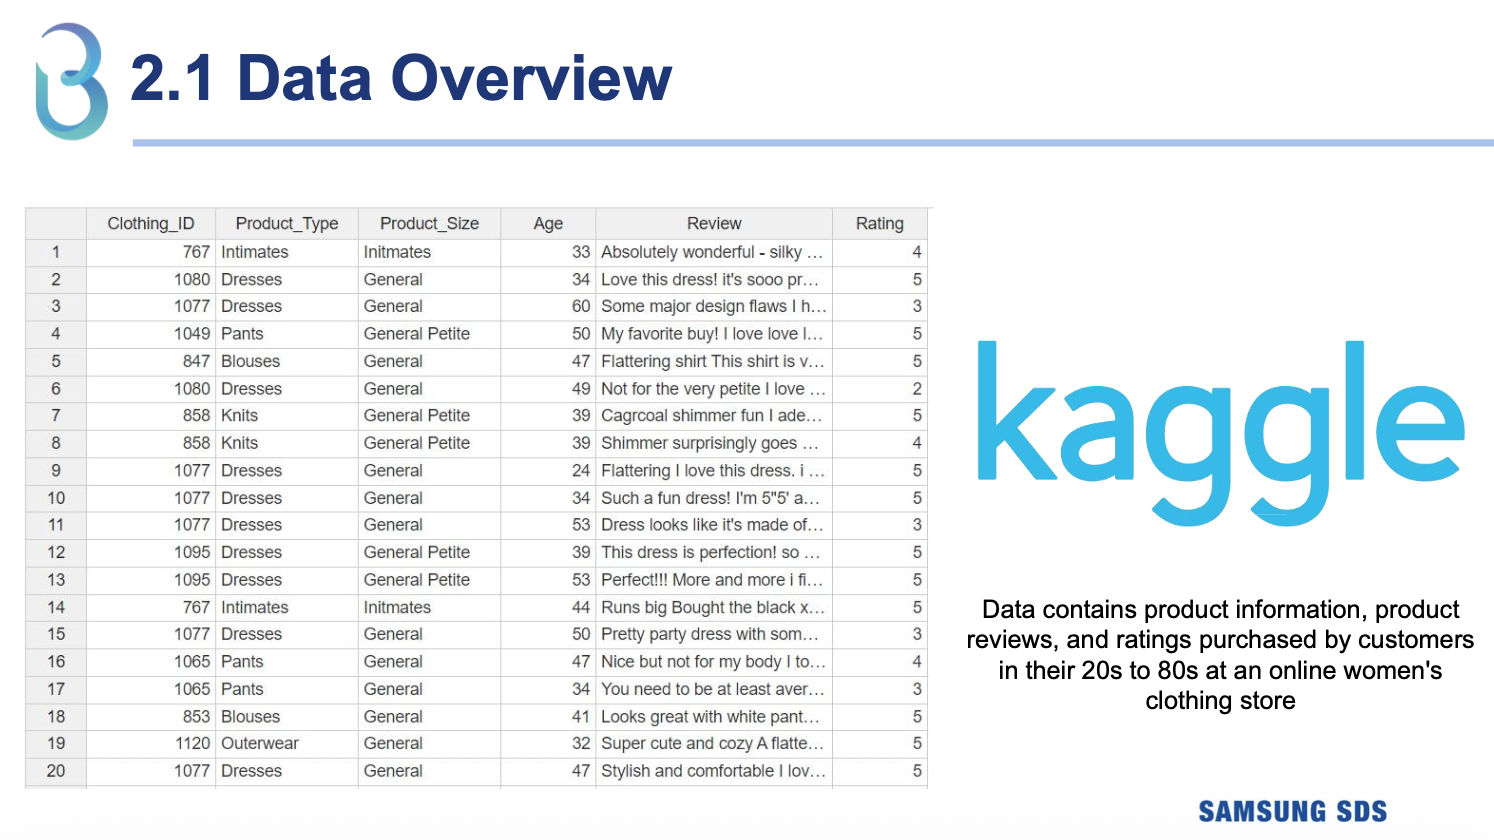 2.1 Data Overview
Clothing_ID Product_Type Product_Size Age Review Rating
1 767 Intimates Initmates 33 Absolutely wonderful - silky ... 4
2 1080 Dresses General 34 Love this dress! it's sooo pr... 5
3 1077 Dresses General 60 Some major design flaws I h... 3
4 1049 Pants General Petite 50 My favorite buy! I love love l... 5
5 847 Blouses General 47 Flattering shirt This shirt is v... 5
6 1080 Dresses General 49 Not for the very petite I love ... 2
7 858 Knits General Petite 39 Cagrcoal shimmer fun I ade... 5
8 858 Knits General Petite 39 Shimmer surprisingly goes ... 4
9 1077 Dresses General 24 Flattering I love this dress. i ... 5
10 1077 Dresses General 34 Such a fun dress! I'm 5"5' a... 5
11 1077 Dresses General 53 Dress looks like it's made of... 3
12 1095 Dresses General Petite 39 This dress is perfection! so ... 5
13 1095 Dresses General Petite 53 Perfect!!! More and more i fi... 5
14 767 Intimates Initmates 44 Runs big Bought the black x... 5
15 1077 Dresses General 50 Pretty party dress with som... 3
16 1065 Pants General 47 Nice but not for my body I to... 4
17 1065 Pants General 34 You need to be at least aver... 3
18 853 Blouses General 41 Looks great with white pant... 5
19 1120 Outerwear General 32 Super cute and cozy A flatte... 5
20 1077 Dresses General 47 Stylish and comfortable I lov... 5
kaggle
Data contains product information, product
reviews, and ratings purchased by customers
in their 20s to 80s at an online women's
clothing store
SAMSUNG SDS